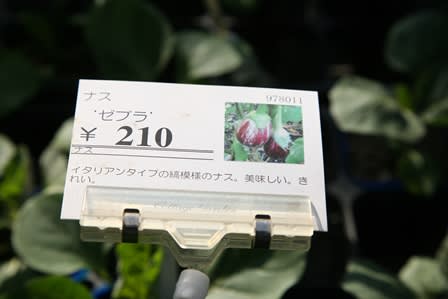 ナス 978011
'ゼブラ'
¥ 210
ナス
イタリアンタイプの縞模様のナス。美味しい。き
れい。